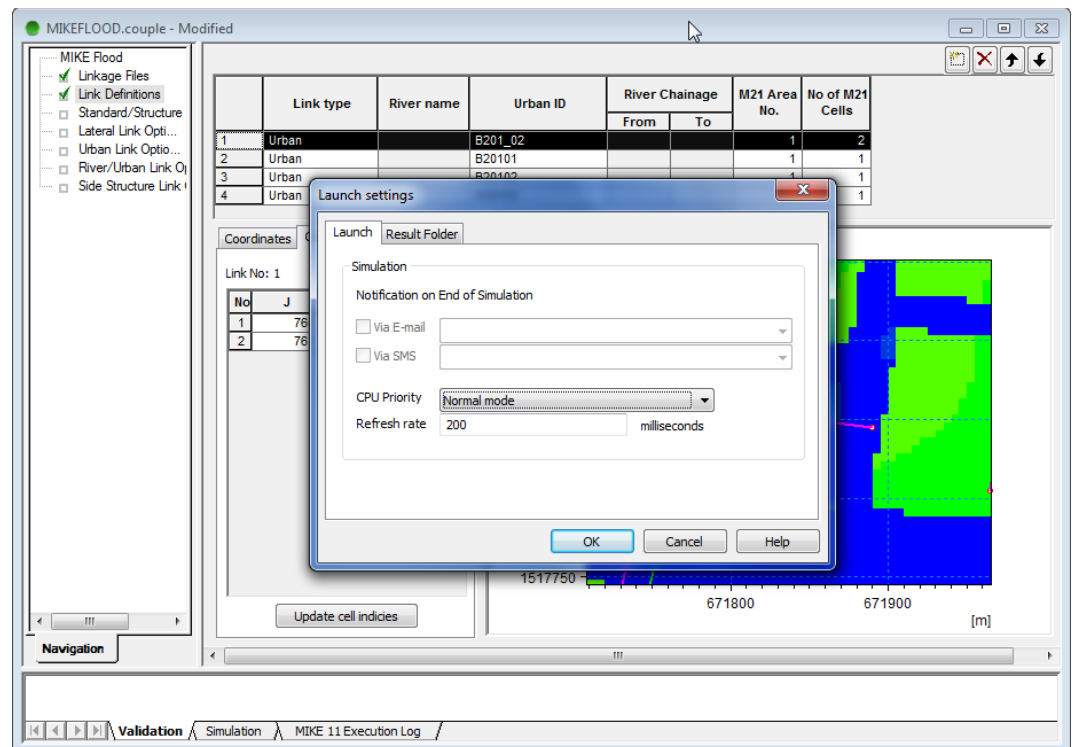 MIKEFLOOD.couple - Modified
MIKE Flood
Linkage Files
Link Definitions
Standard/Structure
Lateral Link Opti...
Urban Link Optio...
River/Urban Link O
Side Structure Link
Link type River name Urban ID River Chainage M21 Area No. No of M21 Cells
From To
1 Urban B201_02 1 2
2 Urban B20101 1 1
3 Urban B20102 1 1
4 Urban 1
Coordinates
Link No: 1
No J
1 76
2 76
Update cell indicies
Launch settings
Launch Result Folder
Simulation
Notification on End of Simulation
Via E-mail
Via SMS
CPU Priority Normal mode
Refresh rate 200 milliseconds
OK Cancel Help
1517750
671800 671900
[m]
Navigation
Validation Simulation MIKE 11 Execution Log